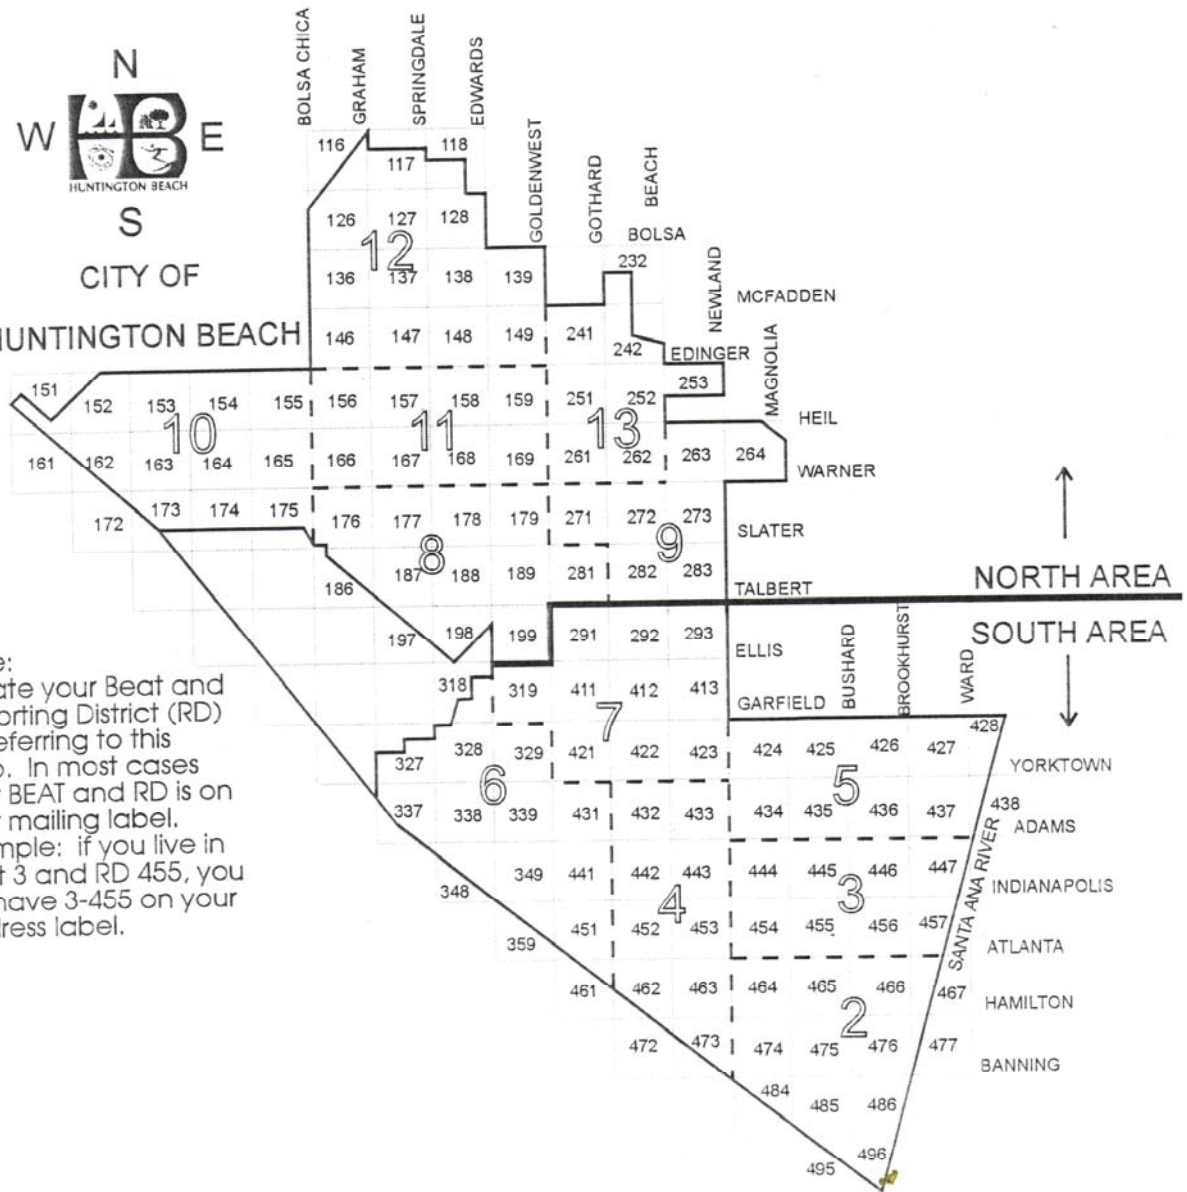 N
W E
HUNTINGTON BEACH
S
CITY OF
HUNTINGTON BEACH
BOLSA CHICA
GRAHAM
SPRINGDALE
EDWARDS
GOLDENWEST
GOTHARD
BEACH
BOLSA
NEWLAND
MCFADDEN
MAGNOLIA
EDINGER
HEIL
WARNER
SLATER
TALBERT
NORTH AREA
SOUTH AREA
ELLIS
BUSHARD
BROOKHURST
WARD
GARFIELD
YORKTOWN
ADAMS
SANTA ANA RIVER
INDIANAPOLIS
ATLANTA
HAMILTON
BANNING
116 118
117
126 127 128
12
232
136 137 138 139
146 147 148 149 241 242
151 152 153 154 155 156 157 158 159 251 252 253
10 11 13
161 162 163 164 165 166 167 168 169 261 262 263 264
172 173 174 175 176 177 178 179 271 272 273
8 9
186 187 188 189 281 282 283
197 198 199 291 292 293
318 319 411 412 413
7
428
327 328 329 421 422 423 424 425 426 427
6 5
337 338 339 431 432 433 434 435 436 437 438
348 349 441 442 443 444 445 446 447
4 3
359 451 452 453 454 455 456 457
461 462 463 464 465 466 467
2
472 473 474 475 476 477
484 485 486
495 496
e:
ate your Beat and
orting District (RD)
eferring to this
o. In most cases
r BEAT and RD is on
r mailing label.
mple: if you live in
t 3 and RD 455, you
have 3-455 on your
dress label.